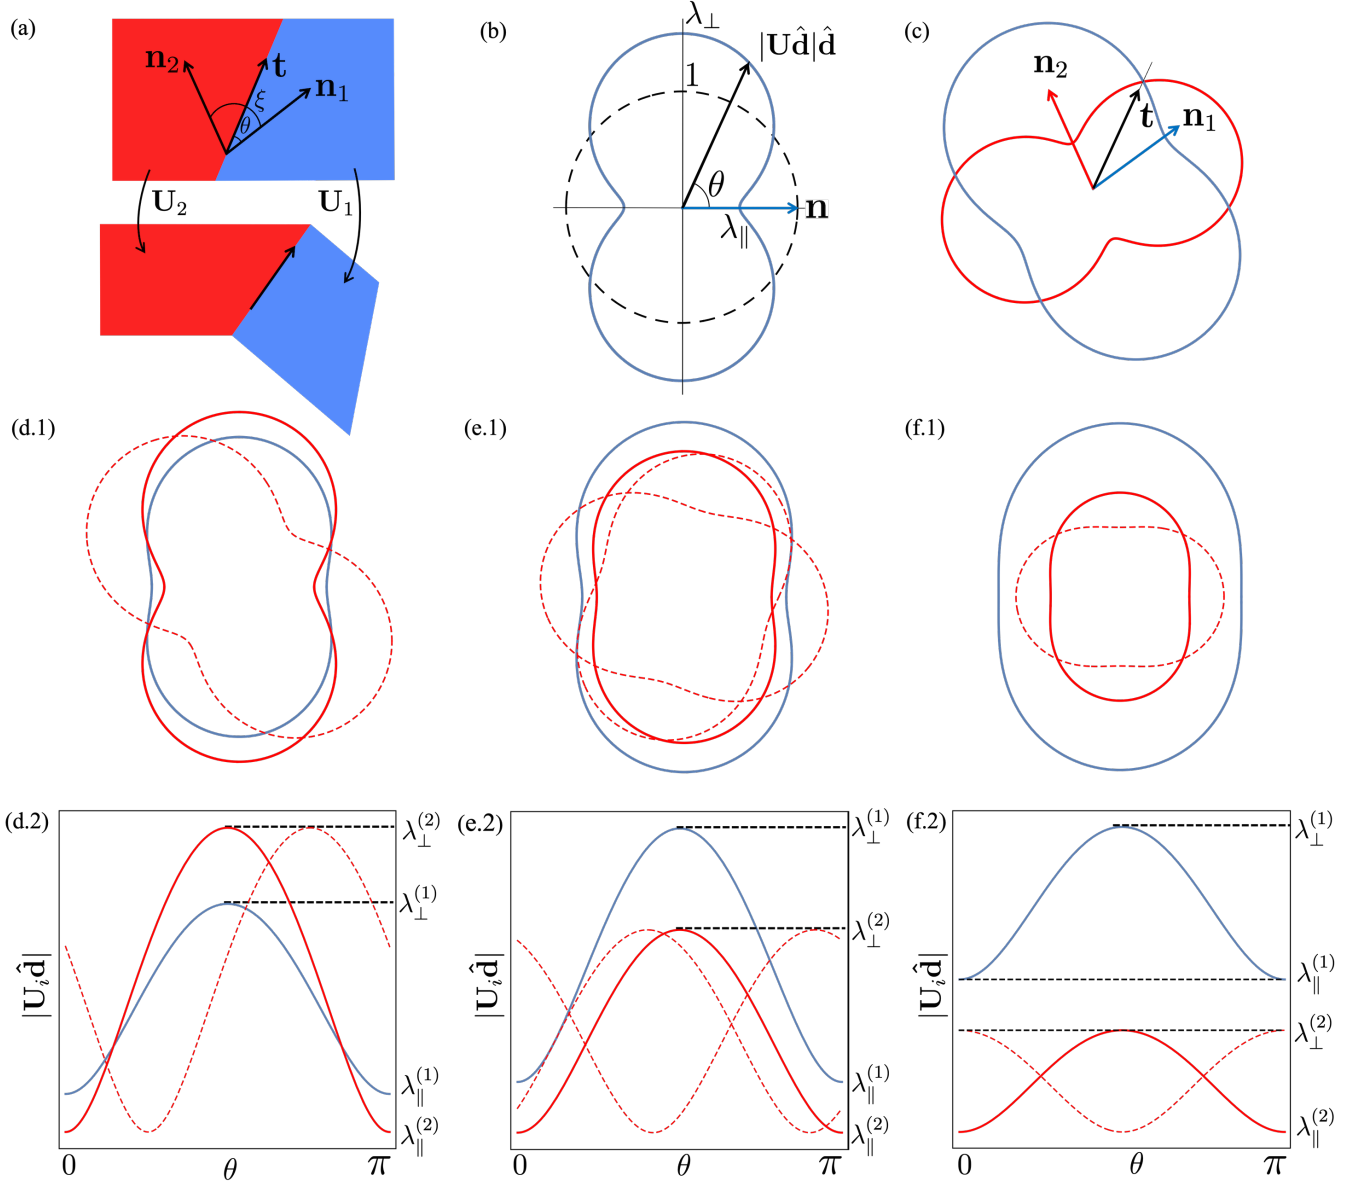 (a)
n₂
t
n₁
ξ
θ
U₂
U₁
(b)
λ⊥
|Ud̂|d̂
1
θ
n
λ∥
(c)
n₂
t
n₁
(d.1)
(e.1)
(f.1)
(d.2)
λ⊥⁽²⁾
λ⊥⁽¹⁾
|Uᵢd̂|
λ∥⁽¹⁾
λ∥⁽²⁾
0
θ
π
(e.2)
λ⊥⁽¹⁾
λ⊥⁽²⁾
|Uᵢd̂|
λ∥⁽¹⁾
λ∥⁽²⁾
0
θ
π
(f.2)
λ⊥⁽¹⁾
λ∥⁽¹⁾
|Uᵢd̂|
λ⊥⁽²⁾
λ∥⁽²⁾
0
θ
π